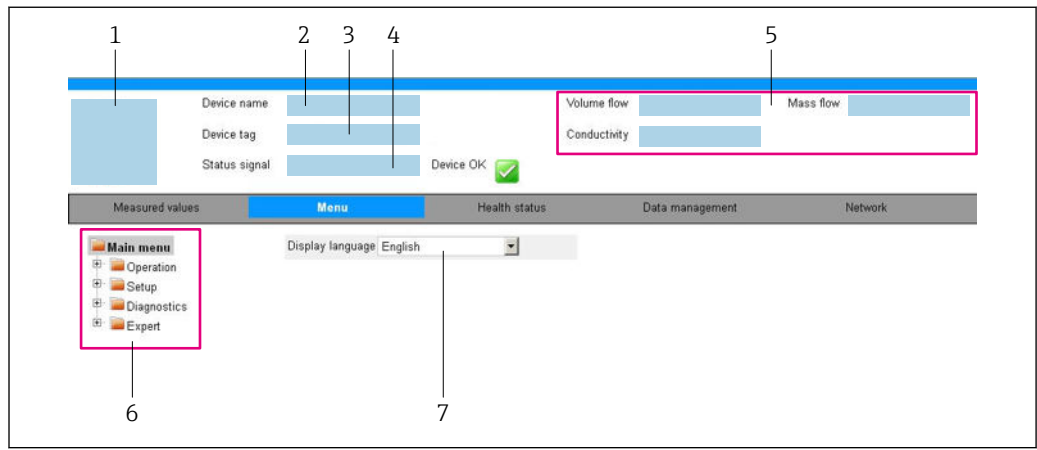 1 2 3 4 5
Device name Volume flow Mass flow
Device tag Conductivity
Status signal Device OK
Measured values Menu Health status Data management Network
Main menu Display language English
Operation
Setup
Diagnostics
Expert
6 7